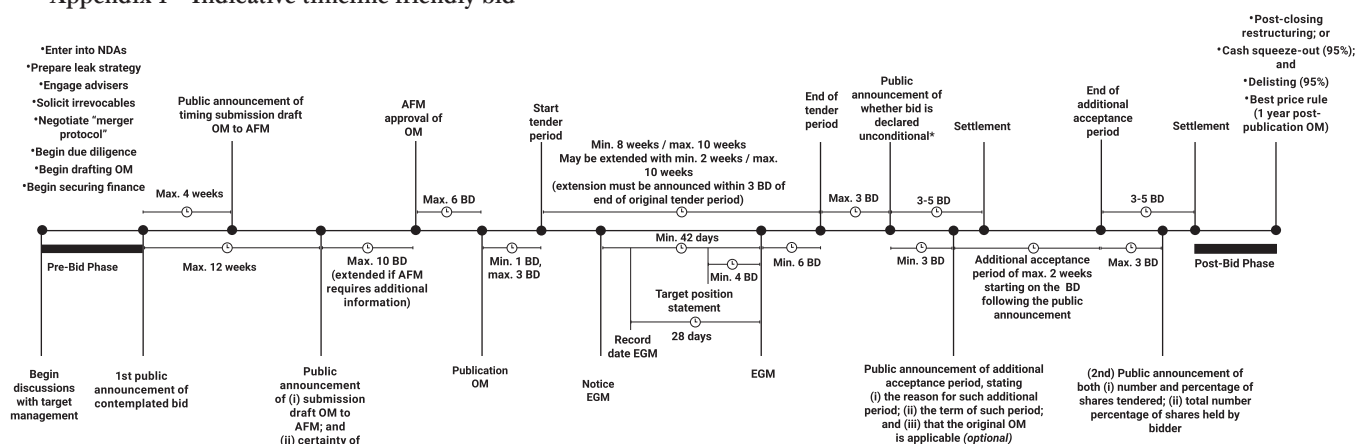 Appendix 1 – Indicative timeline friendly bid
•Enter into NDAs
•Prepare leak strategy
•Engage advisers
•Solicit irrevocables
•Negotiate “merger
protocol”
•Begin due diligence
•Begin drafting OM
•Begin securing finance
Public announcement of
timing submission draft
OM to AFM
AFM
approval of
OM
Start
tender
period
End of
tender
period
Public
announcement of
whether bid is
declared
unconditional*
Settlement
End of
additional
acceptance
period
Settlement
•Post-closing
restructuring; or
•Cash squeeze-out (95%);
and
•Delisting (95%)
•Best price rule
(1 year post-
publication OM)
Max. 4 weeks
Max. 6 BD
Min. 8 weeks / max. 10 weeks
May be extended with min. 2 weeks / max.
10 weeks
(extension must be announced within 3 BD of
end of original tender period)
Max. 3 BD
3-5 BD
3-5 BD
Pre-Bid Phase
Max. 12 weeks
Max. 10 BD
(extended if AFM
requires additional
information)
Min. 1 BD,
max. 3 BD
Min. 42 days
Min. 4 BD
Target position
statement
28 days
Min. 6 BD
Min. 3 BD
Additional acceptance
period of max. 2 weeks
starting on the BD
following the public
announcement
Max. 3 BD
Post-Bid Phase
Begin
discussions
with target
management
1st public
announcement of
contemplated bid
Public
announcement
of (i) submission
draft OM to
AFM; and
(ii) certainty of
Publication
OM
Notice
EGM
Record
date EGM
EGM
Public announcement of additional
acceptance period, stating
(i) the reason for such additional
period; (ii) the term of such period;
and (iii) that the original OM
is applicable (optional)
(2nd) Public announcement of
both (i) number and percentage of
shares tendered; (ii) total number
percentage of shares held by
bidder